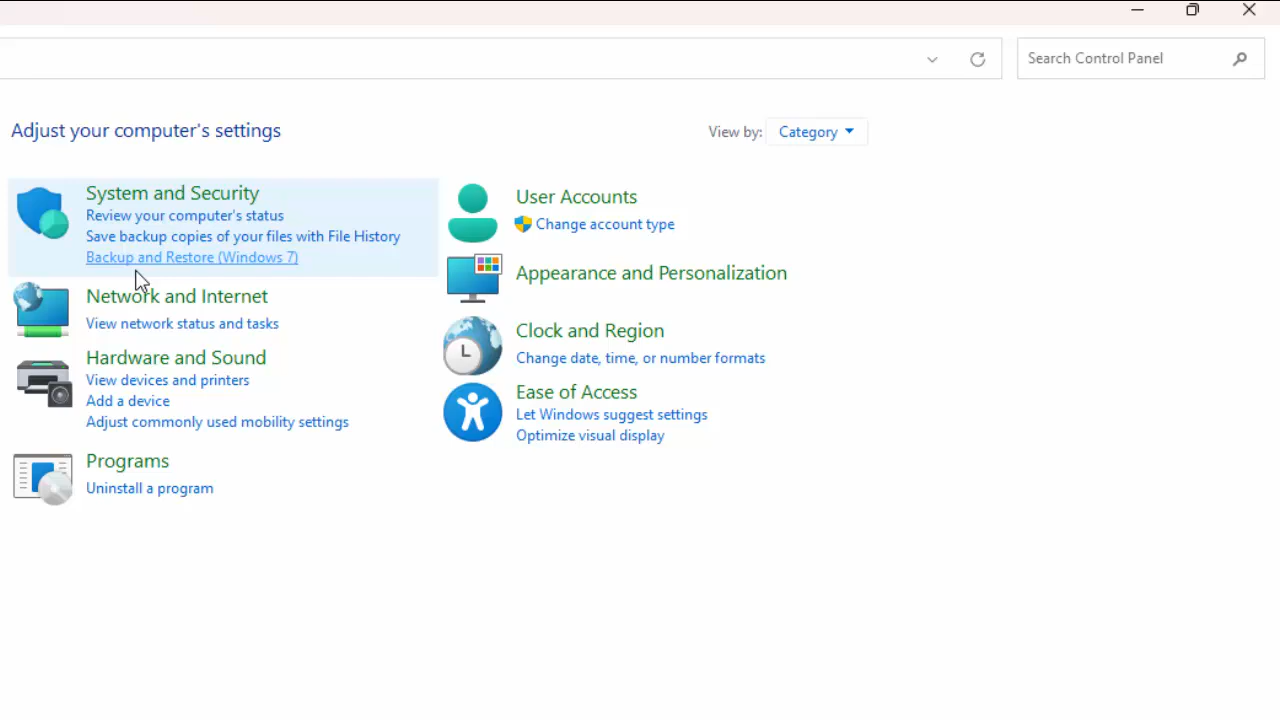 Search Control Panel
Adjust your computer's settings
View by: Category
System and Security
Review your computer's status
Save backup copies of your files with File History
Backup and Restore (Windows 7)
Network and Internet
View network status and tasks
Hardware and Sound
View devices and printers
Add a device
Adjust commonly used mobility settings
Programs
Uninstall a program
User Accounts
Change account type
Appearance and Personalization
Clock and Region
Change date, time, or number formats
Ease of Access
Let Windows suggest settings
Optimize visual display